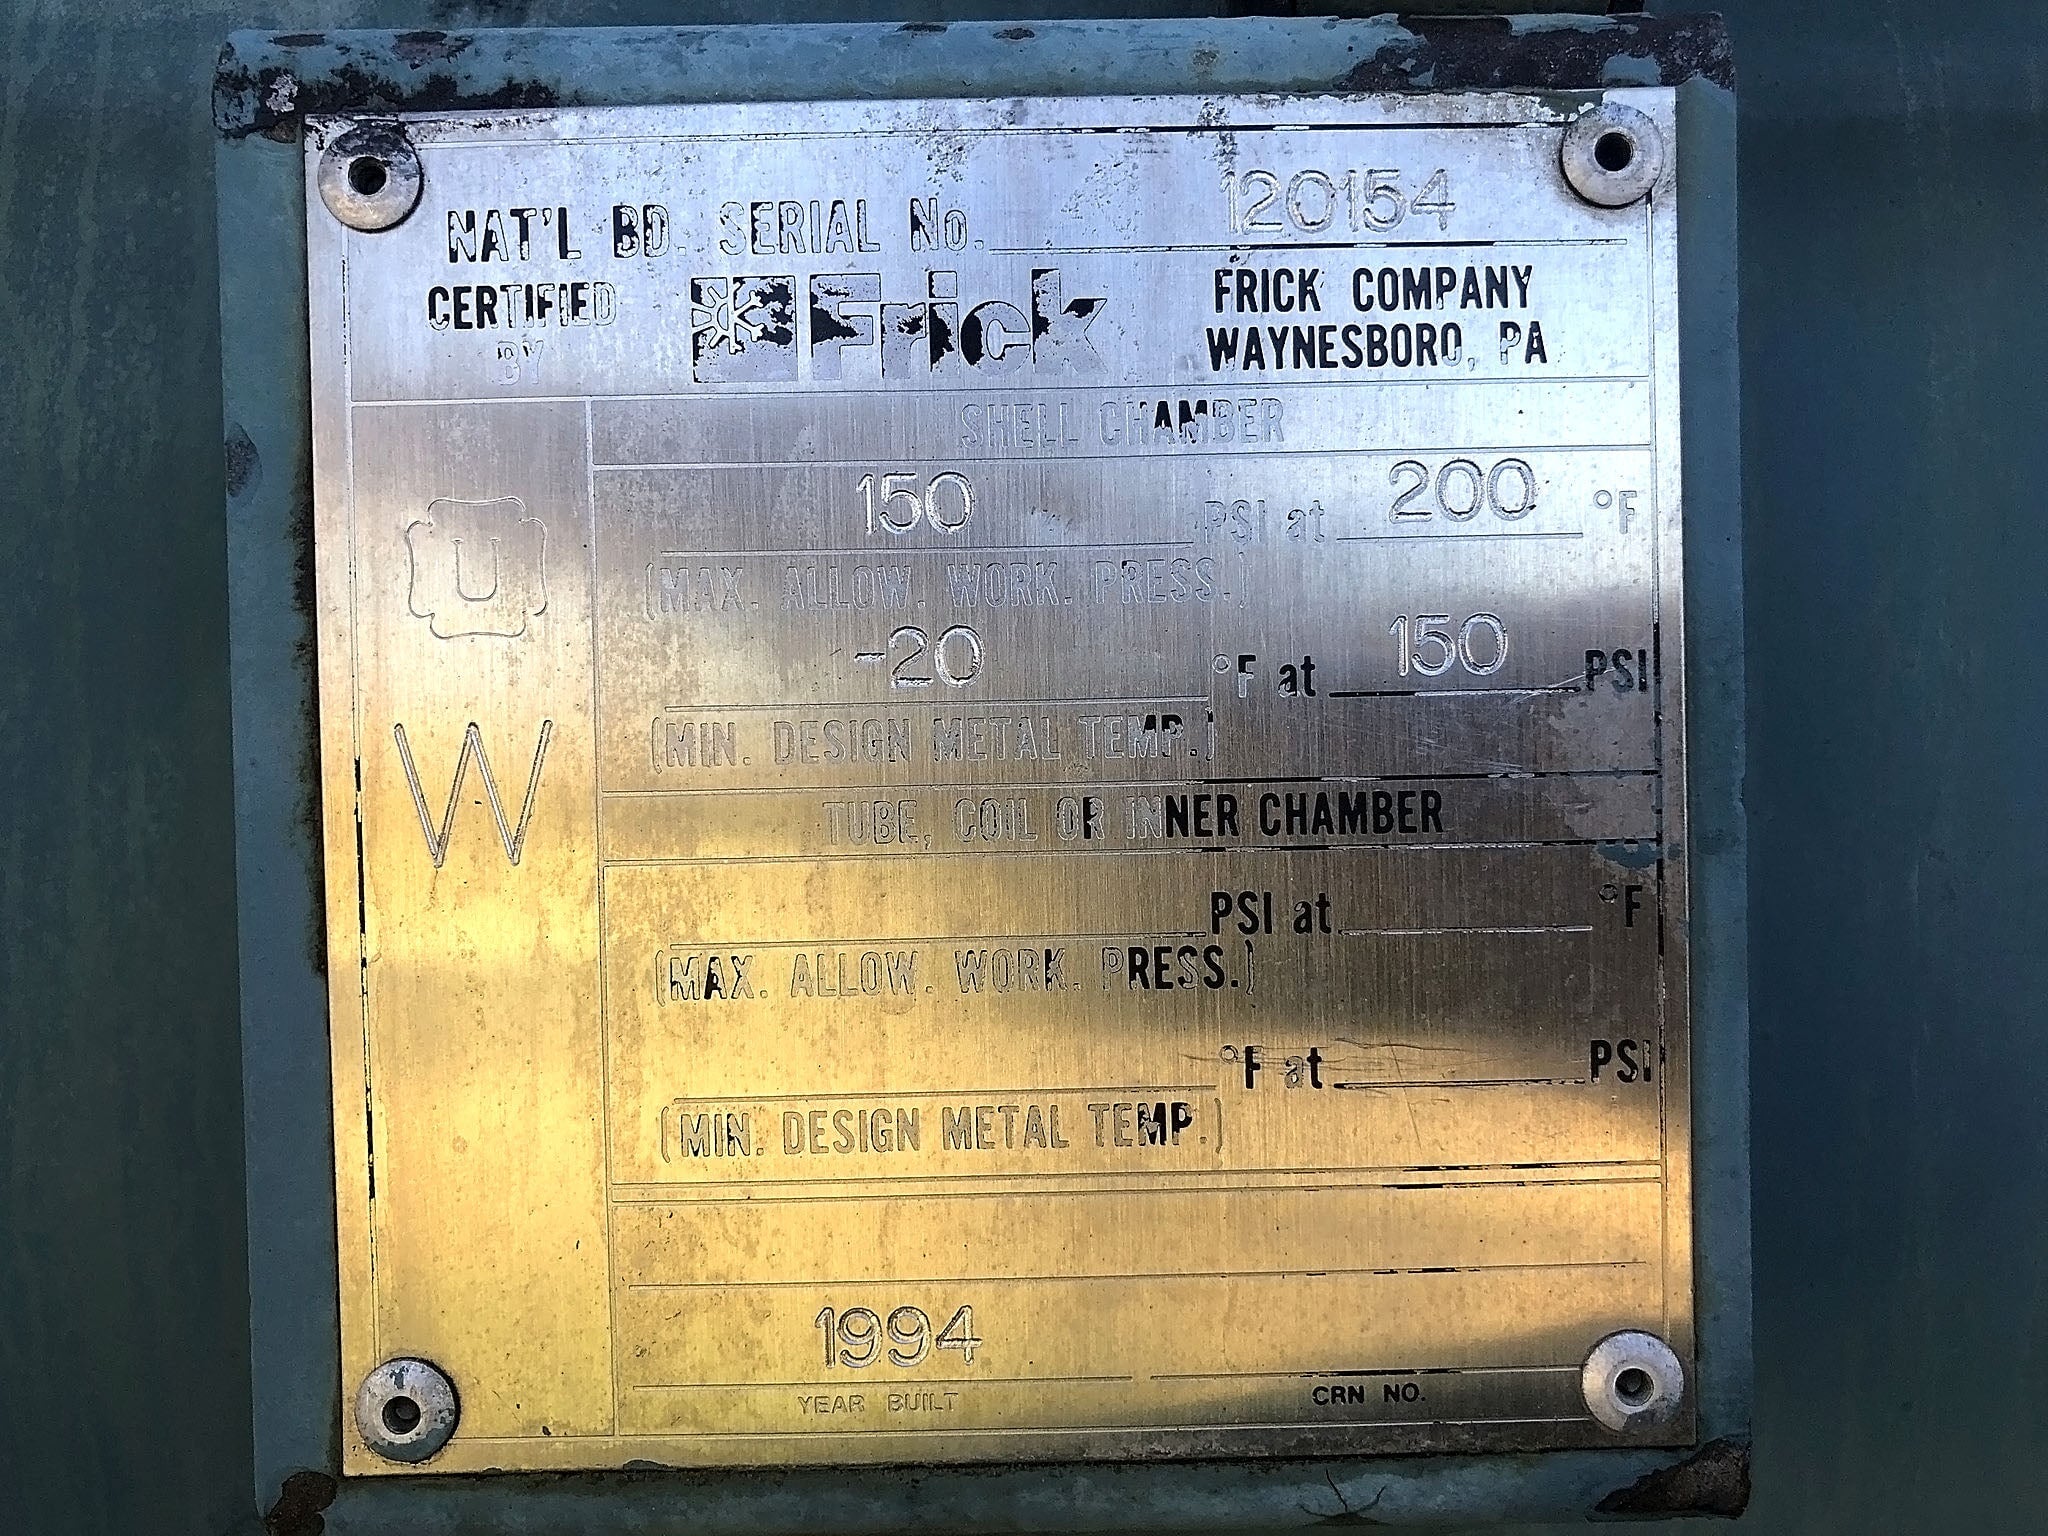 NAT'L BD. SERIAL No. 120154
CERTIFIED BY Frick FRICK COMPANY
WAYNESBORO, PA
SHELL CHAMBER
150 PSI at 200 °F
(MAX. ALLOW. WORK. PRESS.)
U
-20 °F at 150 PSI
(MIN. DESIGN METAL TEMP.)
W
TUBE, COIL OR INNER CHAMBER
PSI at °F
(MAX. ALLOW. WORK. PRESS.)
°F at PSI
(MIN. DESIGN METAL TEMP.)
1994
YEAR BUILT CRN NO.